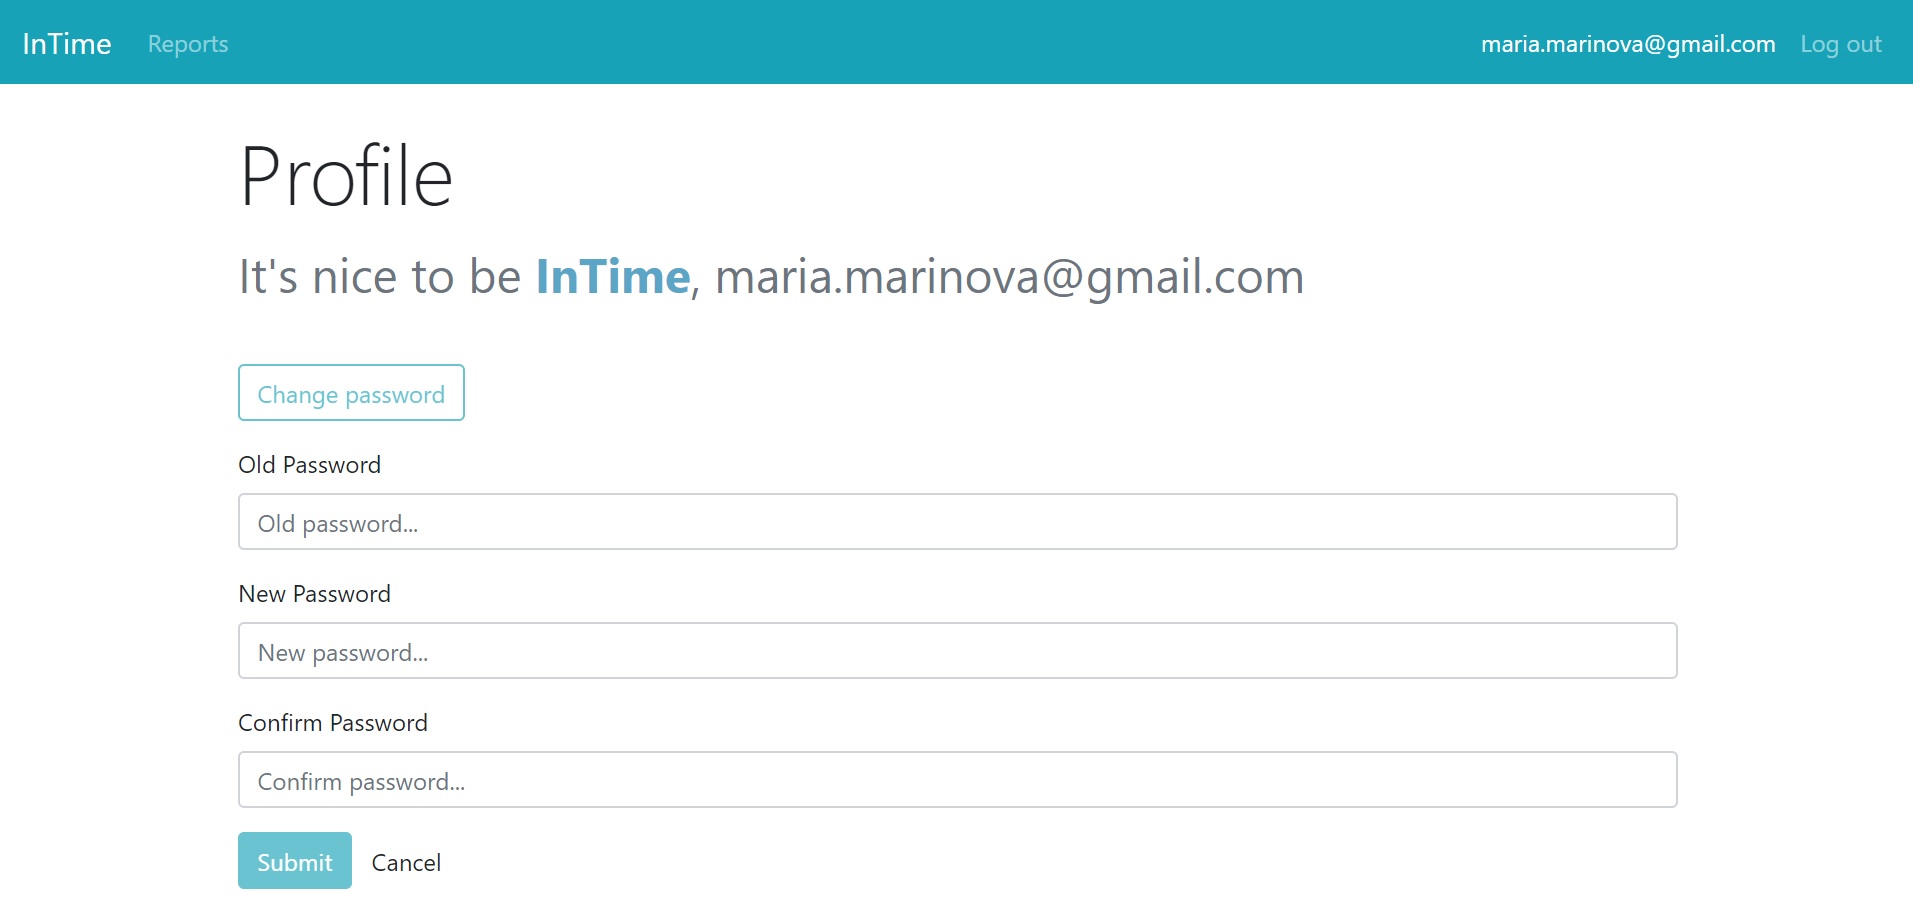 InTime Reports maria.marinova@gmail.com Log out
Profile
It's nice to be InTime, maria.marinova@gmail.com
Change password
Old Password
Old password...
New Password
New password...
Confirm Password
Confirm password...
Submit Cancel